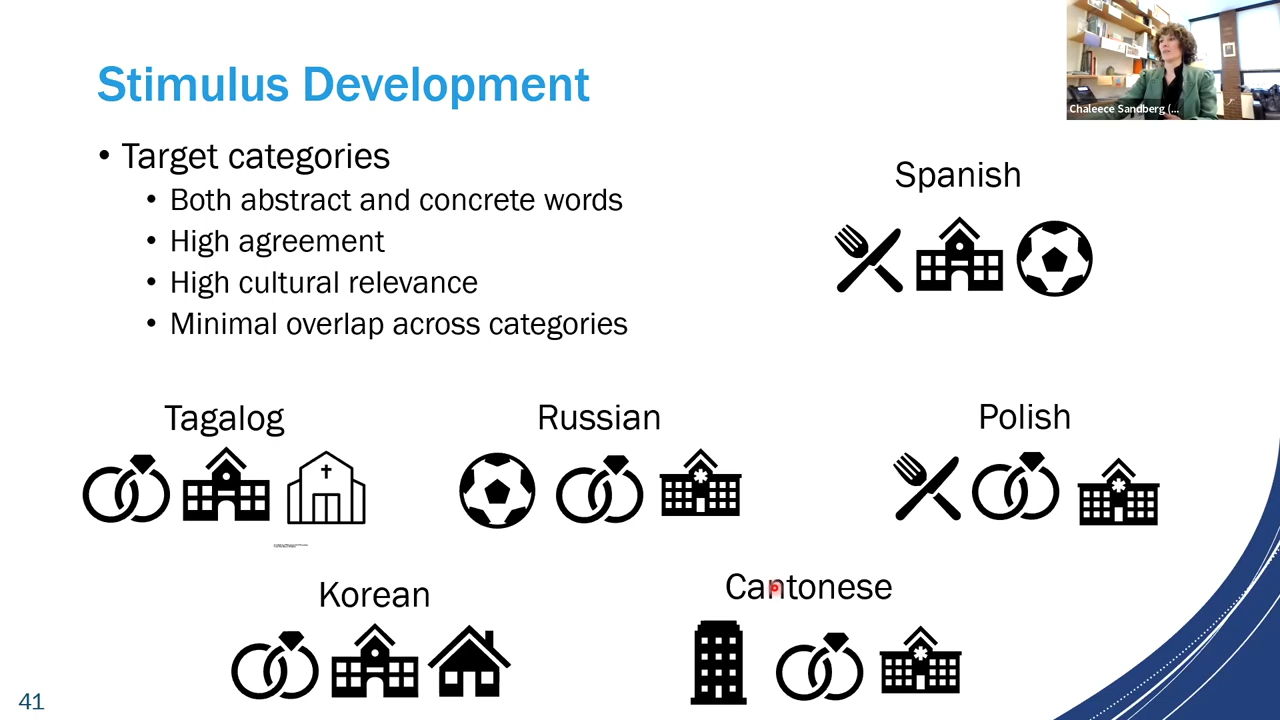 Stimulus Development
Chaleece Sandberg (...
• Target categories
• Both abstract and concrete words
• High agreement
• High cultural relevance
• Minimal overlap across categories
Spanish
Tagalog
Russian
Polish
Korean
Cantonese
41